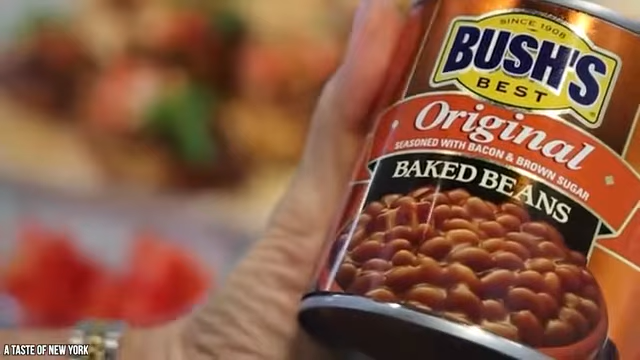 SINCE 1908
BUSH'S
BEST
Original
SEASONED WITH BACON & BROWN SUGAR
BAKED BEANS
A TASTE OF NEW YORK